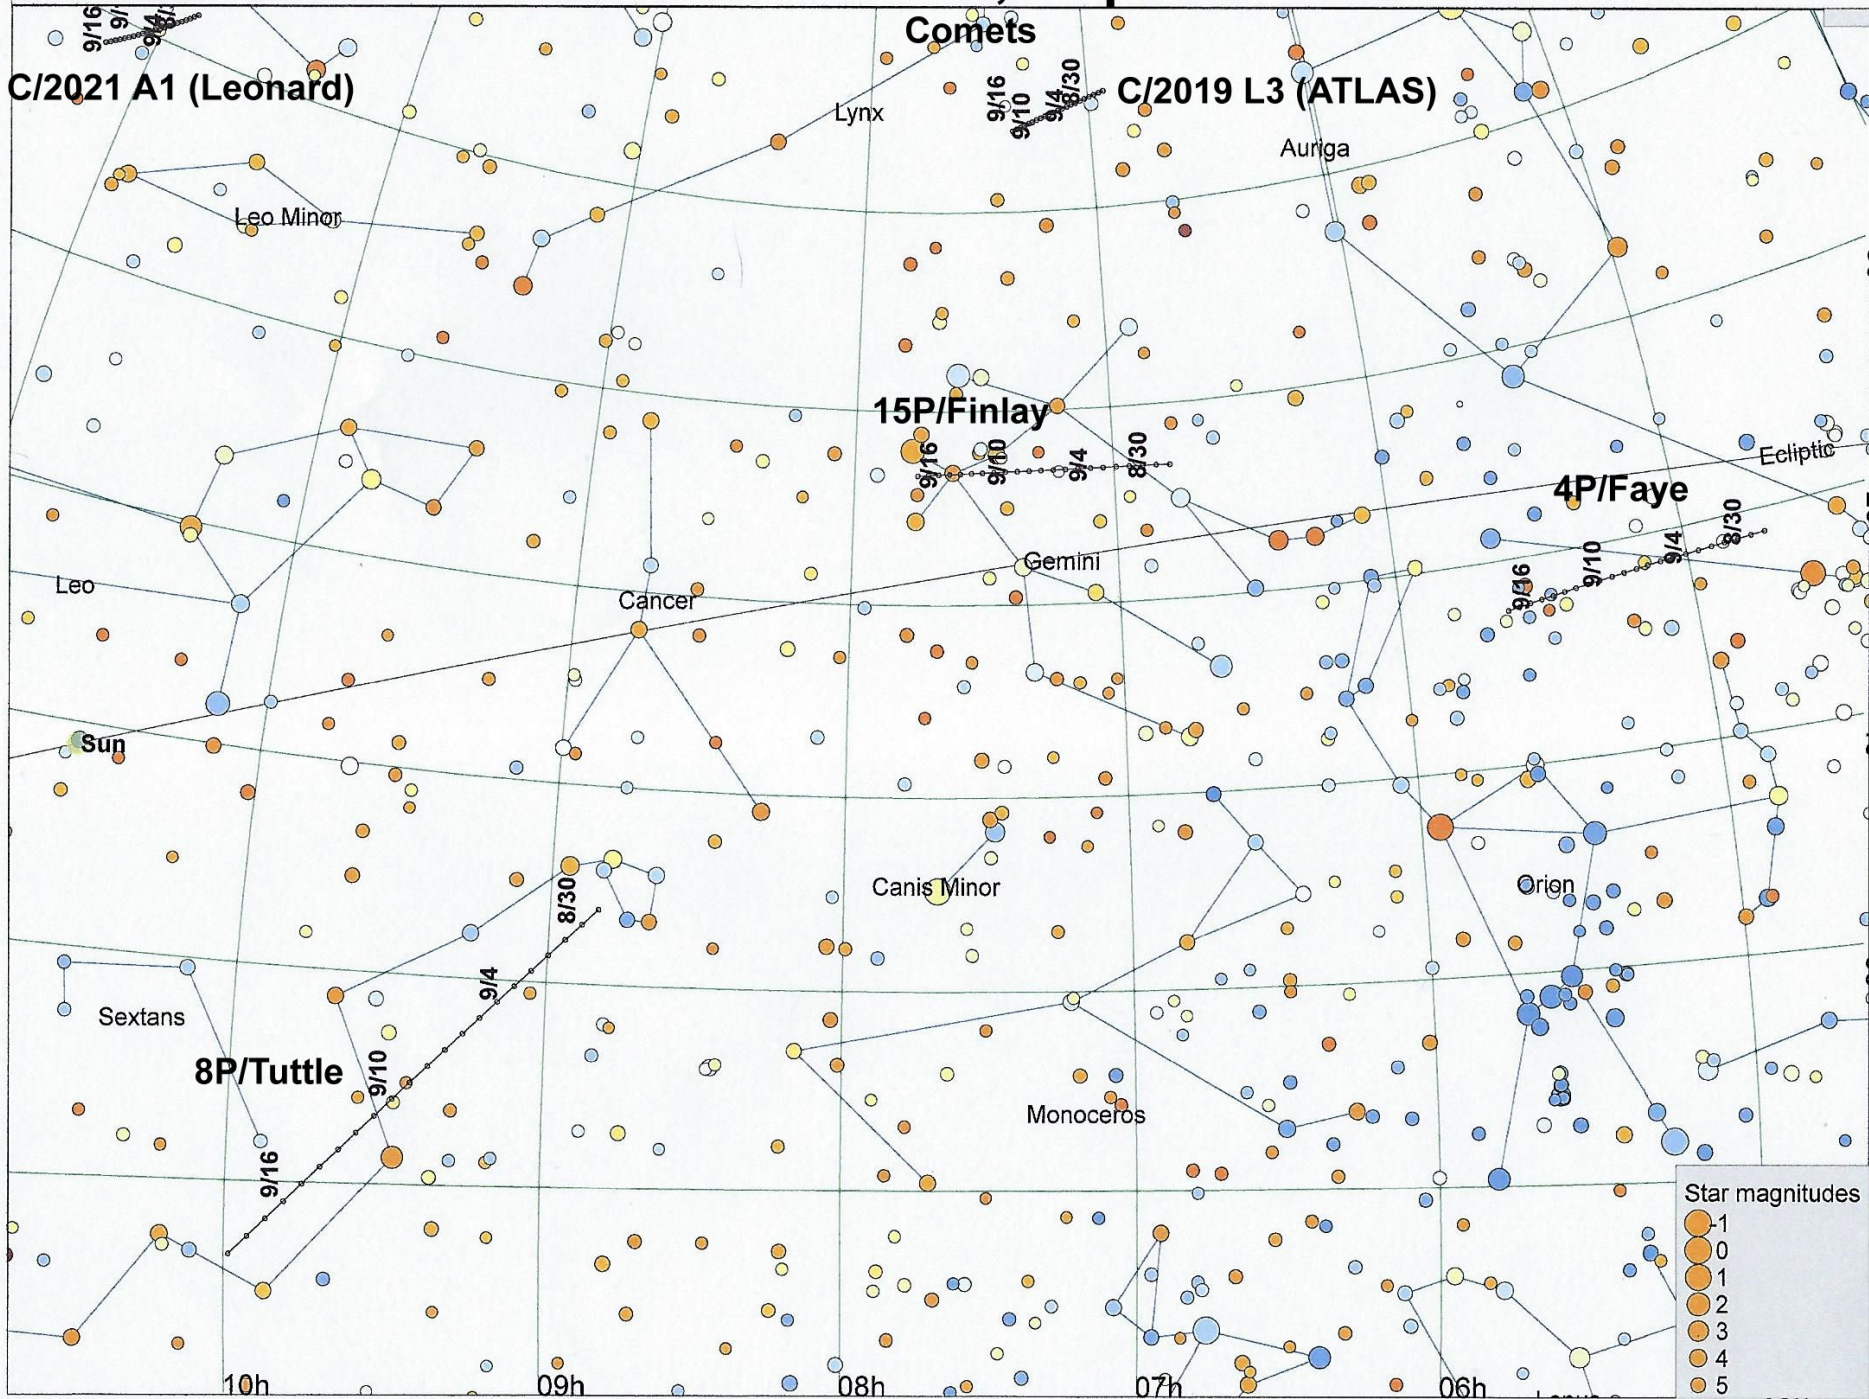 Comets
9/16
9/4
C/2021 A1 (Leonard)
9/16
9/10
9/4
8/30
C/2019 L3 (ATLAS)
Lynx
Auriga
Leo Minor
15P/Finlay
9/16
9/10
9/4
8/30
Ecliptic
4P/Faye
9/16
9/10
9/4
8/30
Gemini
Leo
Cancer
Sun
8/30
Canis Minor
Orion
9/4
Sextans
8P/Tuttle
9/10
Monoceros
9/16
Star magnitudes
-1
0
1
2
3
4
5
10h
09h
08h
07h
06h